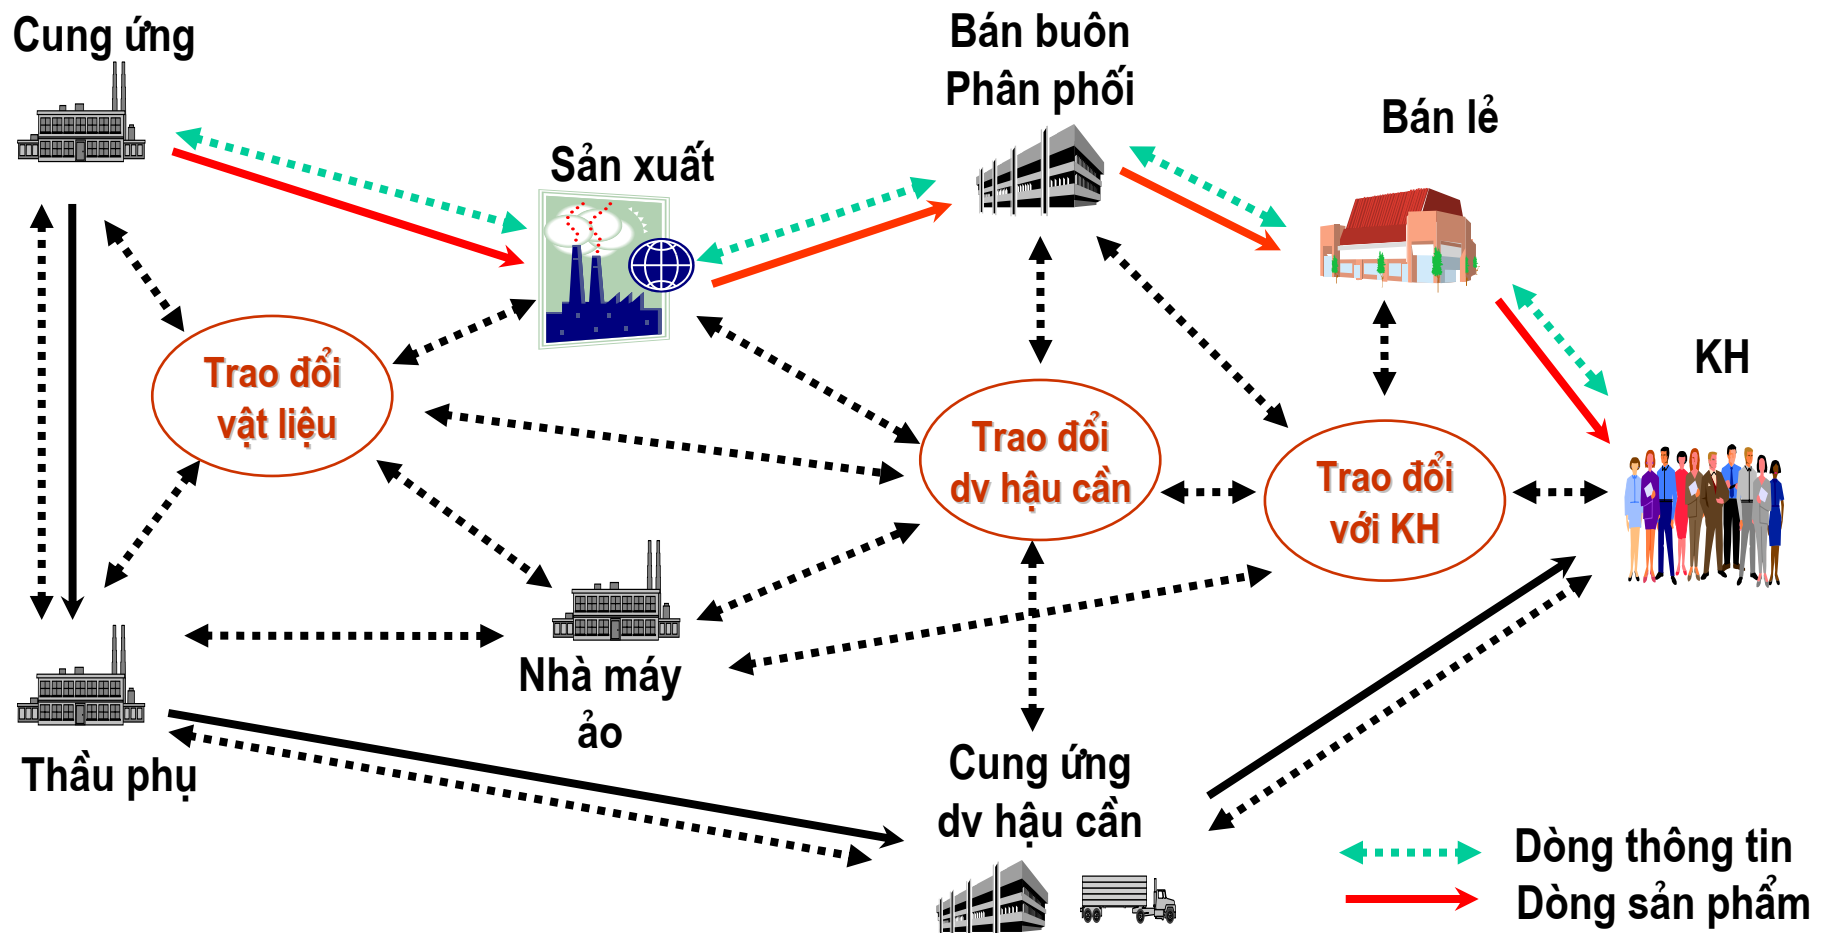 Cung ứng
Bán buôn
Phân phối
Bán lẻ
Sản xuất
KH
Trao đổi
vật liệu
Trao đổi
dv hậu cần
Trao đổi
với KH
Nhà máy
ảo
Thầu phụ
Cung ứng
dv hậu cần
Dòng thông tin
Dòng sản phẩm